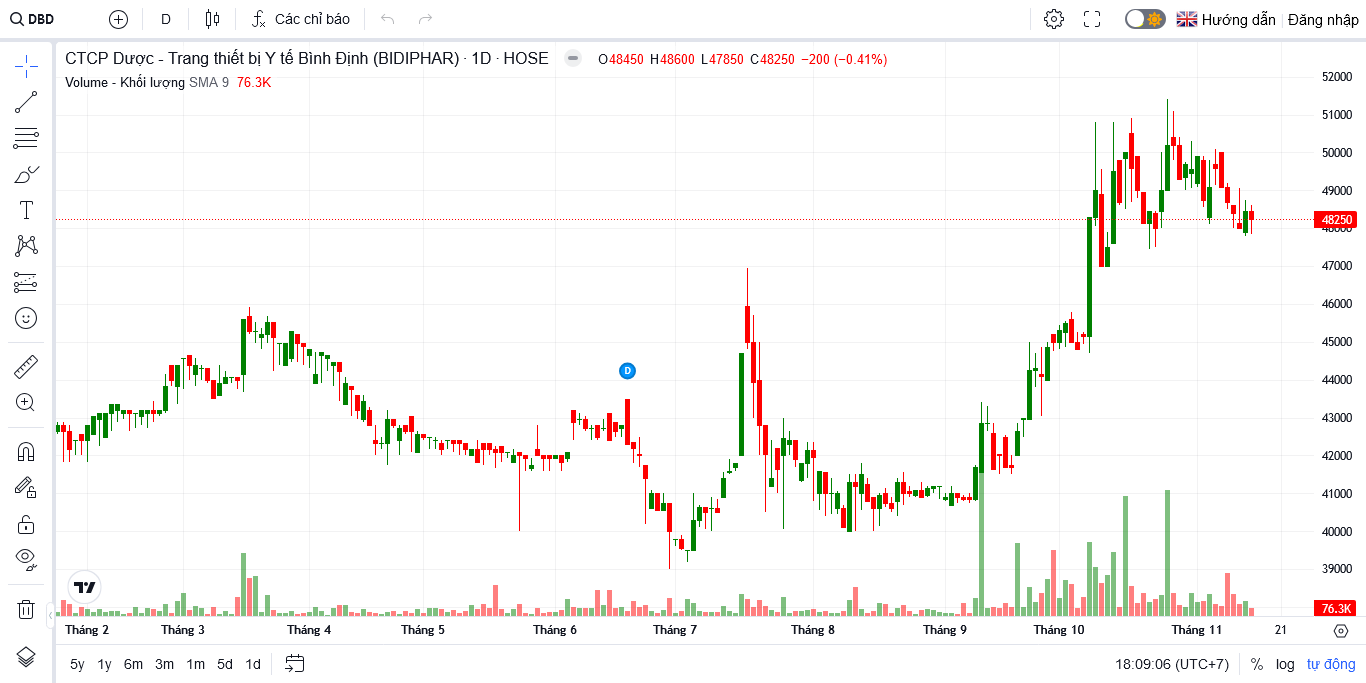 DBD D Các chỉ báo Hướng dẫn Đăng nhập
CTCP Dược - Trang thiết bị Y tế Bình Định (BIDIPHAR) · 1D · HOSE O48450 H48600 L47850 C48250 −200 (−0.41%)
Volume - Khối lượng SMA 9 76.3K
52000
51000
50000
49000
48250
48000
47000
46000
45000
44000
D
43000
42000
41000
40000
39000
76.3K
Tháng 2 Tháng 3 Tháng 4 Tháng 5 Tháng 6 Tháng 7 Tháng 8 Tháng 9 Tháng 10 Tháng 11 21
5y 1y 6m 3m 1m 5d 1d 18:09:06 (UTC+7) % log tự động